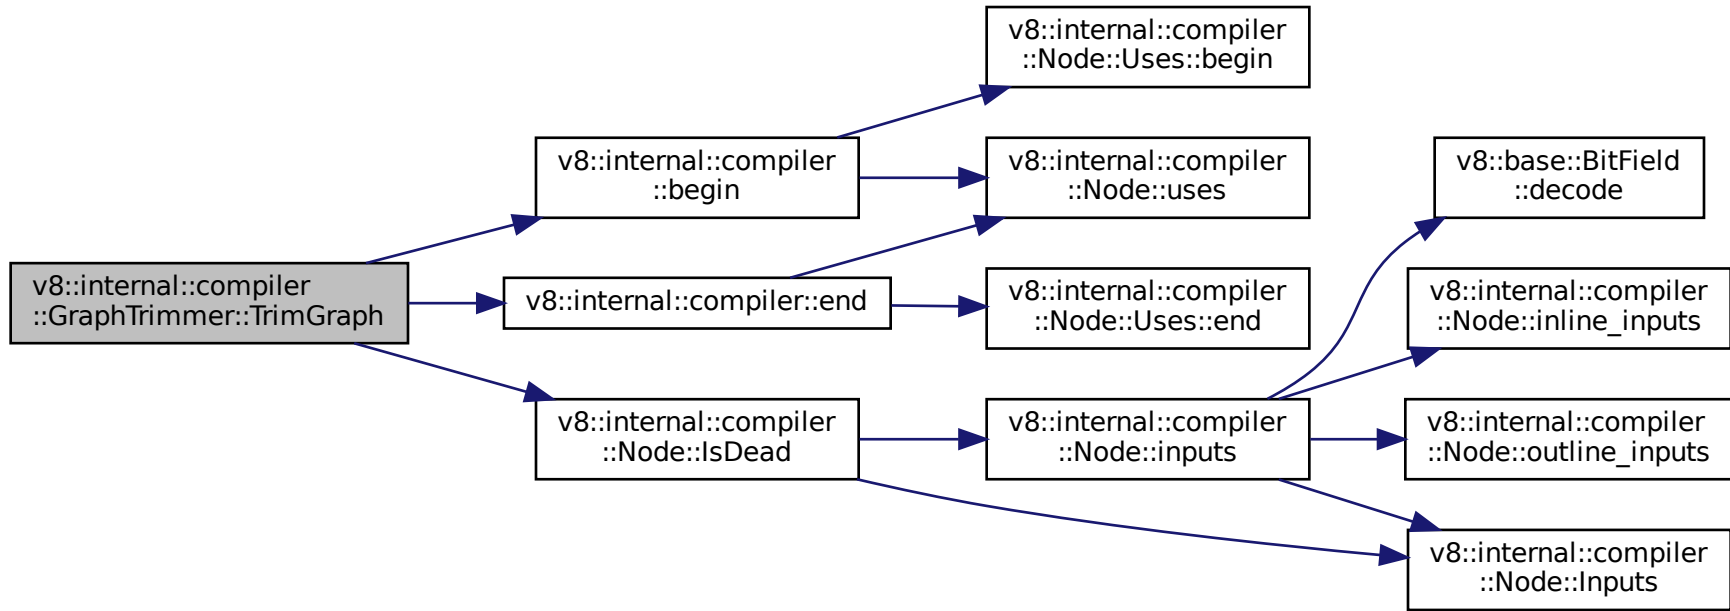 v8::internal::compiler
::GraphTrimmer::TrimGraph
v8::internal::compiler
::begin
v8::internal::compiler::end
v8::internal::compiler
::Node::IsDead
v8::internal::compiler
::Node::Uses::begin
v8::internal::compiler
::Node::uses
v8::internal::compiler
::Node::Uses::end
v8::internal::compiler
::Node::inputs
v8::base::BitField
::decode
v8::internal::compiler
::Node::inline_inputs
v8::internal::compiler
::Node::outline_inputs
v8::internal::compiler
::Node::Inputs